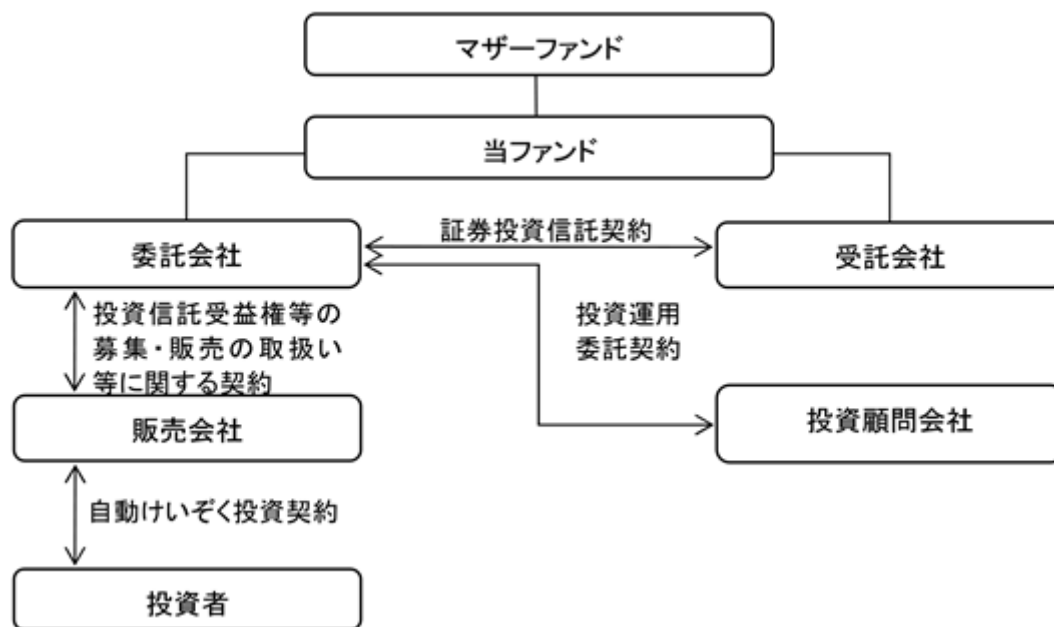 マザーファンド
当ファンド
委託会社
証券投資信託契約
受託会社
投資信託受益権等の
募集・販売の取扱い
等に関する契約
投資運用
委託契約
販売会社
投資顧問会社
自動けいぞく投資契約
投資者